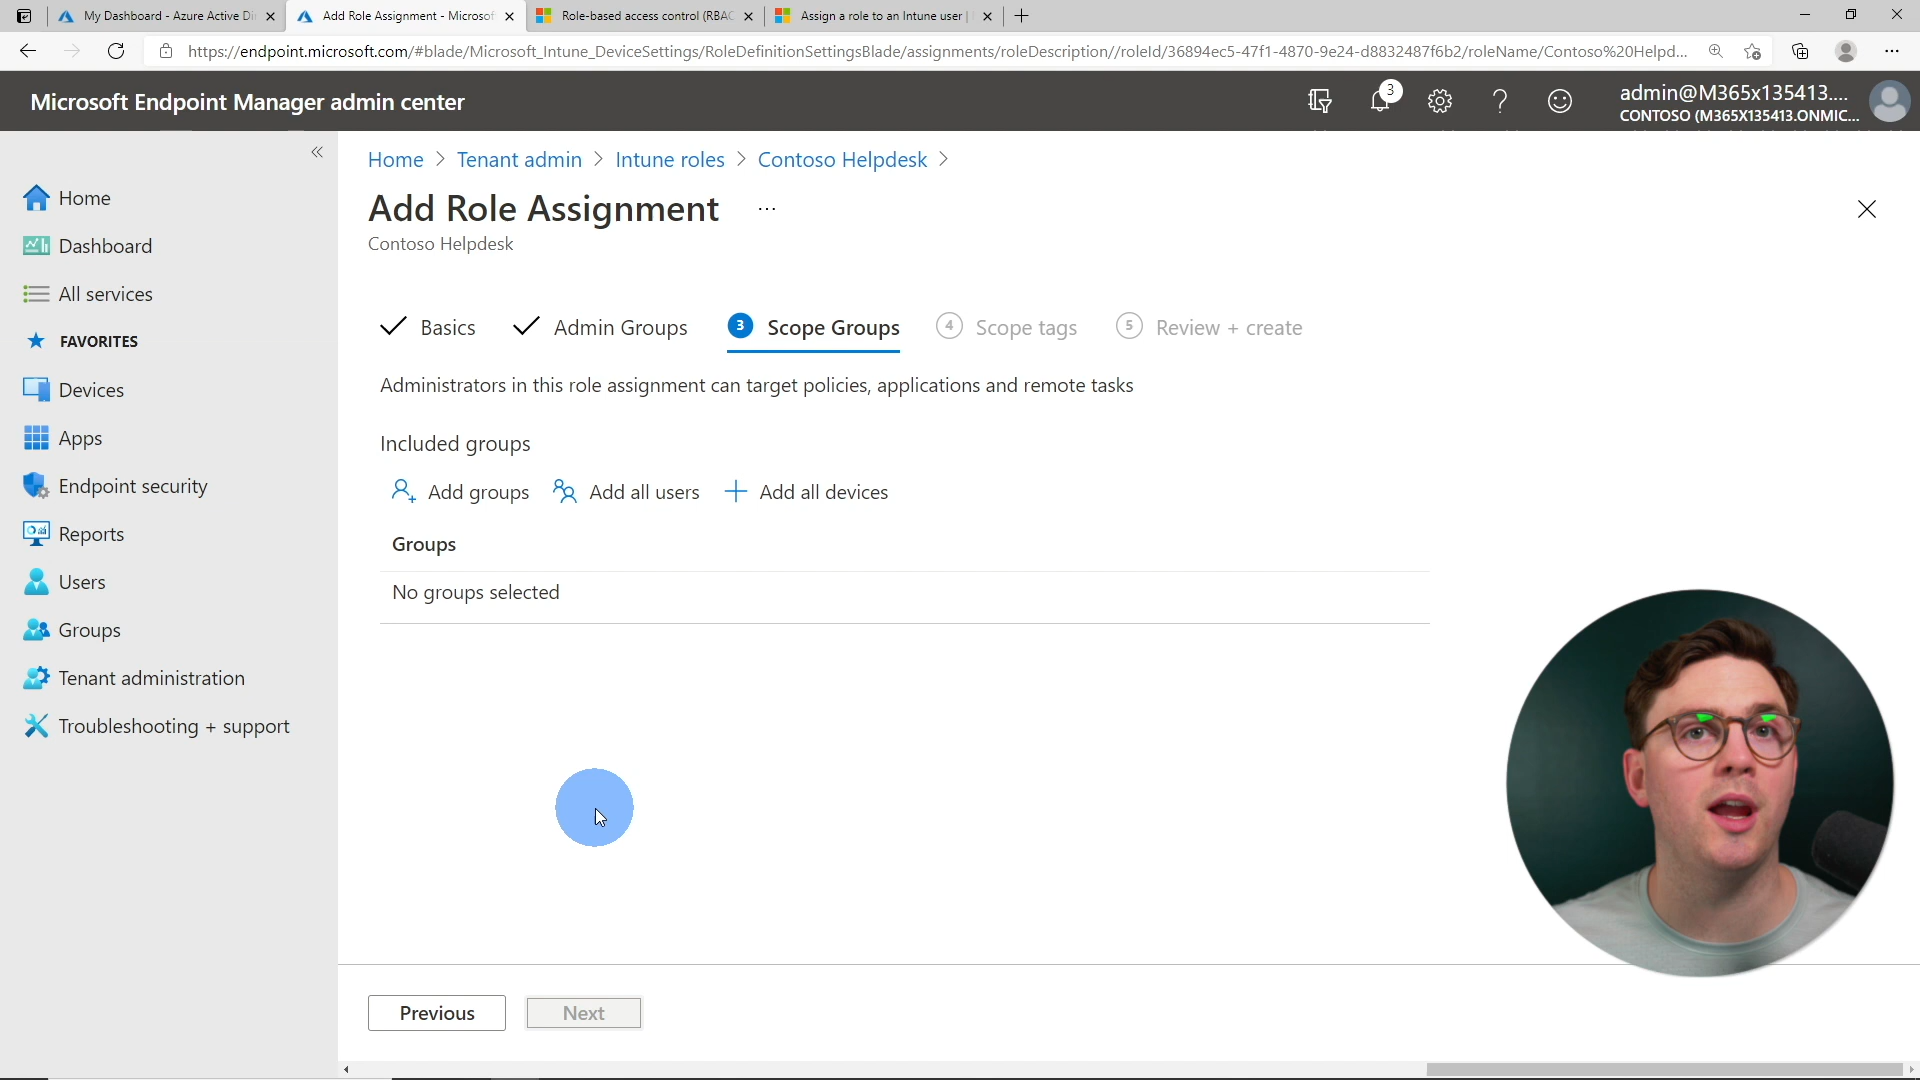 My Dashboard - Azure Active Di
Add Role Assignment - Microsof
Role-based access control (RBAC
Assign a role to an Intune user |
https://endpoint.microsoft.com/#blade/Microsoft_Intune_DeviceSettings/RoleDefinitionSettingsBlade/assignments/roleDescription//roleId/36894ec5-47f1-4870-9e24-d8832487f6b2/roleName/Contoso%20Helpd...
Microsoft Endpoint Manager admin center
3
admin@M365x135413....
CONTOSO (M365X135413.ONMIC...
Home > Tenant admin > Intune roles > Contoso Helpdesk >
Add Role Assignment ...
Contoso Helpdesk
Home
Dashboard
All services
FAVORITES
Devices
Apps
Endpoint security
Reports
Users
Groups
Tenant administration
Troubleshooting + support
Basics
Admin Groups
3 Scope Groups
4 Scope tags
5 Review + create
Administrators in this role assignment can target policies, applications and remote tasks
Included groups
Add groups
Add all users
Add all devices
Groups
No groups selected
Previous
Next